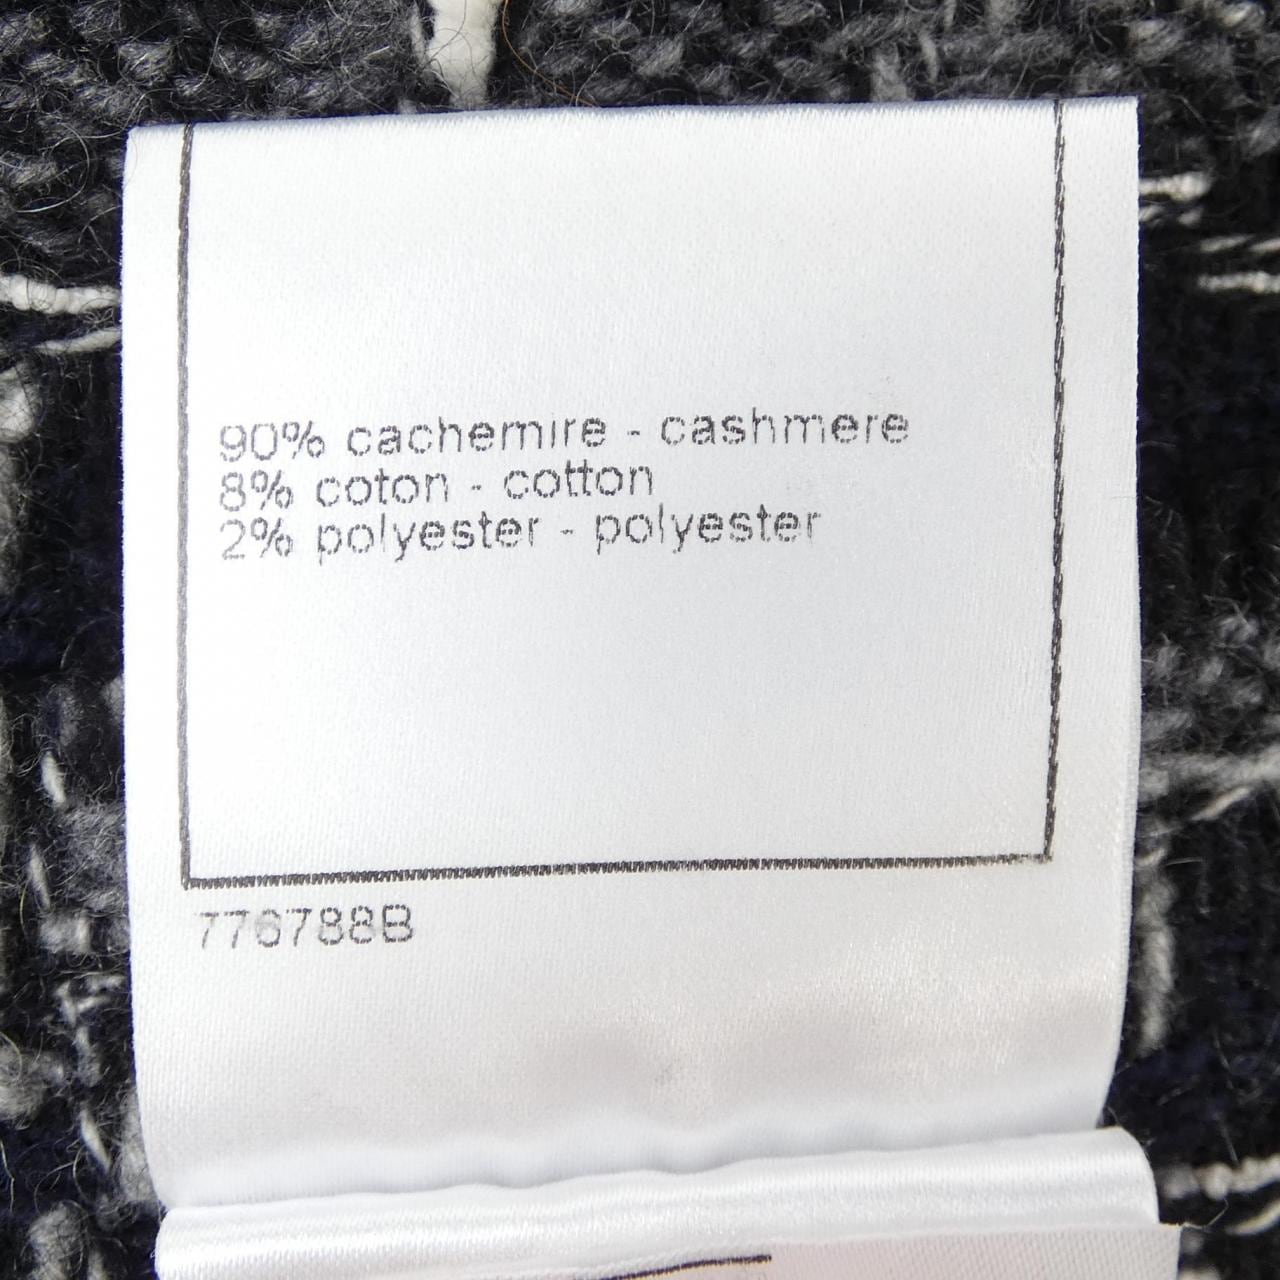 90% cachemire - cashmere
8% coton - cotton
2% polyester - polyester
776788B